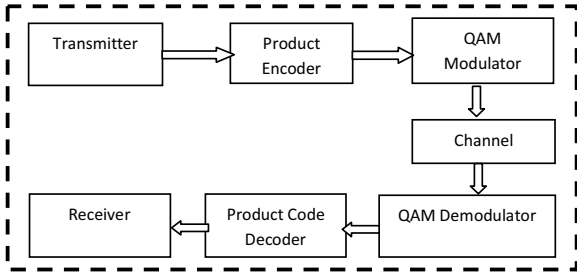 Transmitter
Product
Encoder
QAM
Modulator
Channel
QAM Demodulator
Product Code
Decoder
Receiver